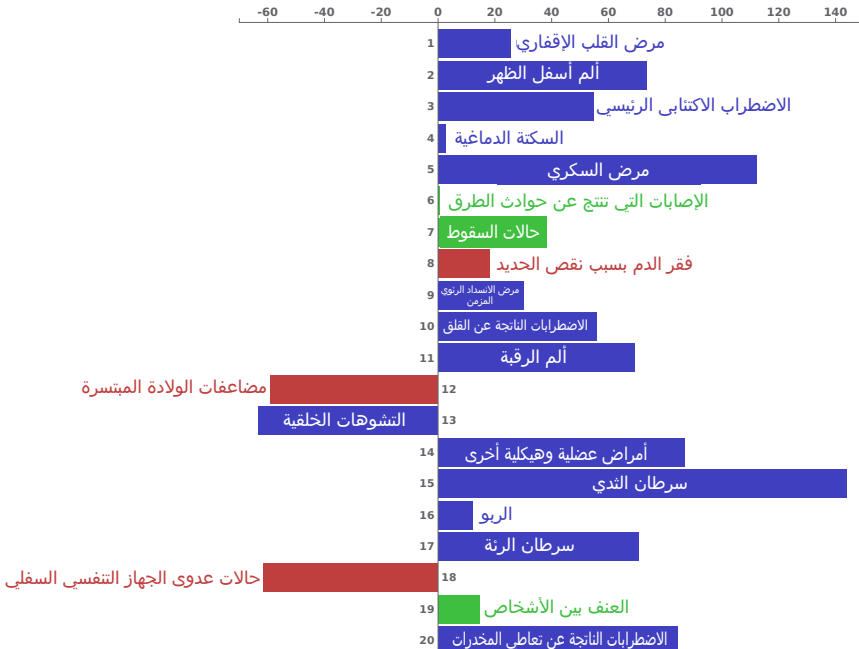 -60 -40 -20 0 20 40 60 80 100 120 140
1 مرض القلب الإقفاري
2 ألم أسفل الظهر
3 الاضطراب الاكتئابى الرئيسي
4 السكتة الدماغية
5 مرض السكري
6 الإصابات التي تنتج عن حوادث الطرق
7 حالات السقوط
8 فقر الدم بسبب نقص الحديد
9 مرض الانسداد الرئوي
المزمن
10 الاضطرابات الناتجة عن القلق
11 ألم الرقبة
12 مضاعفات الولادة المبتسرة
13 التشوهات الخلقية
14 أمراض عضلية وهيكلية أخرى
15 سرطان الثدي
16 الربو
17 سرطان الرئة
18 حالات عدوى الجهاز التنفسي السفلي
19 العنف بين الأشخاص
20 الاضطرابات الناتجة عن تعاطي المخدرات